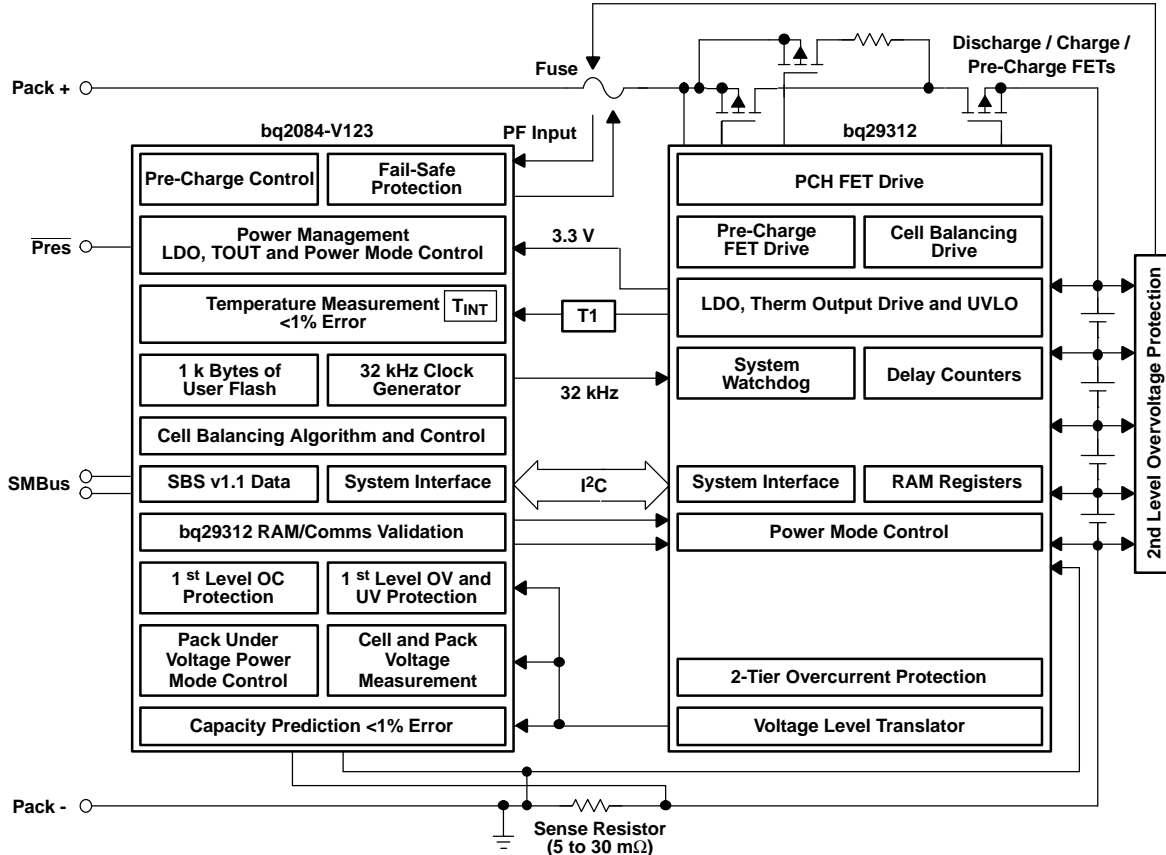 Discharge / Charge /
Pre-Charge FETs
Fuse
Pack +
bq2084-V123
PF Input
bq29312
Pre-Charge Control
Fail-Safe
Protection
PCH FET Drive
Pres
Power Management
LDO, TOUT and Power Mode Control
3.3 V
Pre-Charge
FET Drive
Cell Balancing
Drive
Temperature Measurement
<1% Error
TINT
T1
LDO, Therm Output Drive and UVLO
1 k Bytes of
User Flash
32 kHz Clock
Generator
32 kHz
System
Watchdog
Delay Counters
2nd Level Overvoltage Protection
Cell Balancing Algorithm and Control
SMBus
SBS v1.1 Data
System Interface
I2C
System Interface
RAM Registers
bq29312 RAM/Comms Validation
Power Mode Control
1 st Level OC
Protection
1 st Level OV and
UV Protection
Pack Under
Voltage Power
Mode Control
Cell and Pack
Voltage
Measurement
2-Tier Overcurrent Protection
Capacity Prediction <1% Error
Voltage Level Translator
Pack -
Sense Resistor
(5 to 30 mΩ)